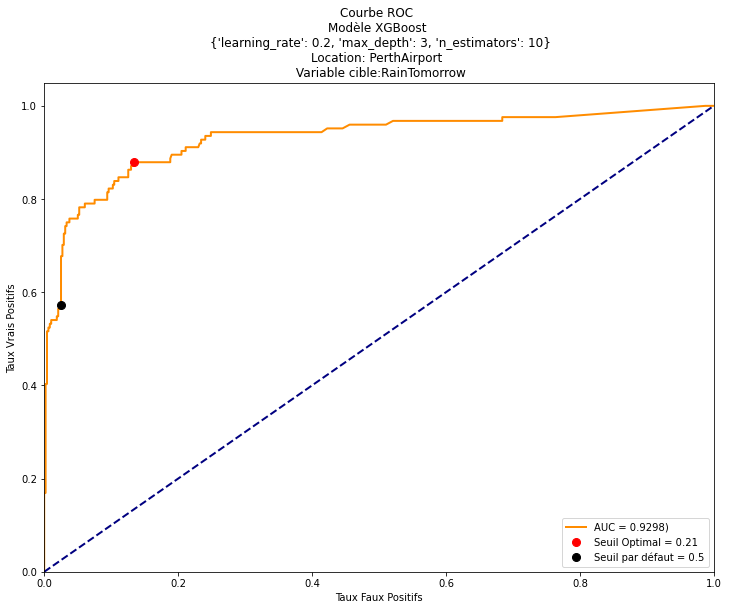 Courbe ROC
Modèle XGBoost
{'learning_rate': 0.2, 'max_depth': 3, 'n_estimators': 10}
Location: PerthAirport
Variable cible:RainTomorrow
1.0
0.8
0.6
0.4
0.2
0.0
Taux Vrais Positifs
AUC = 0.9298)
Seuil Optimal = 0.21
Seuil par défaut = 0.5
0.0 0.2 0.4 0.6 0.8 1.0
Taux Faux Positifs